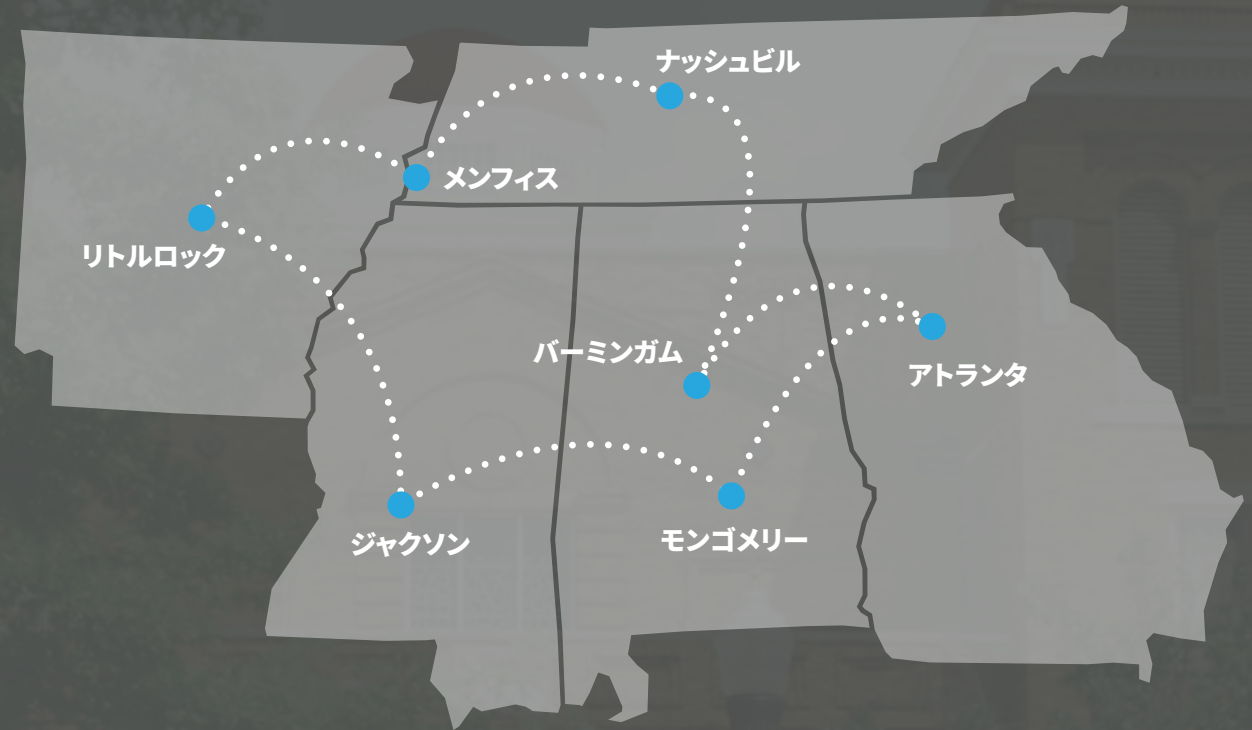 ナッシュビル
メンフィス
リトルロック
バーミンガム
アトランタ
ジャクソン
モンゴメリー